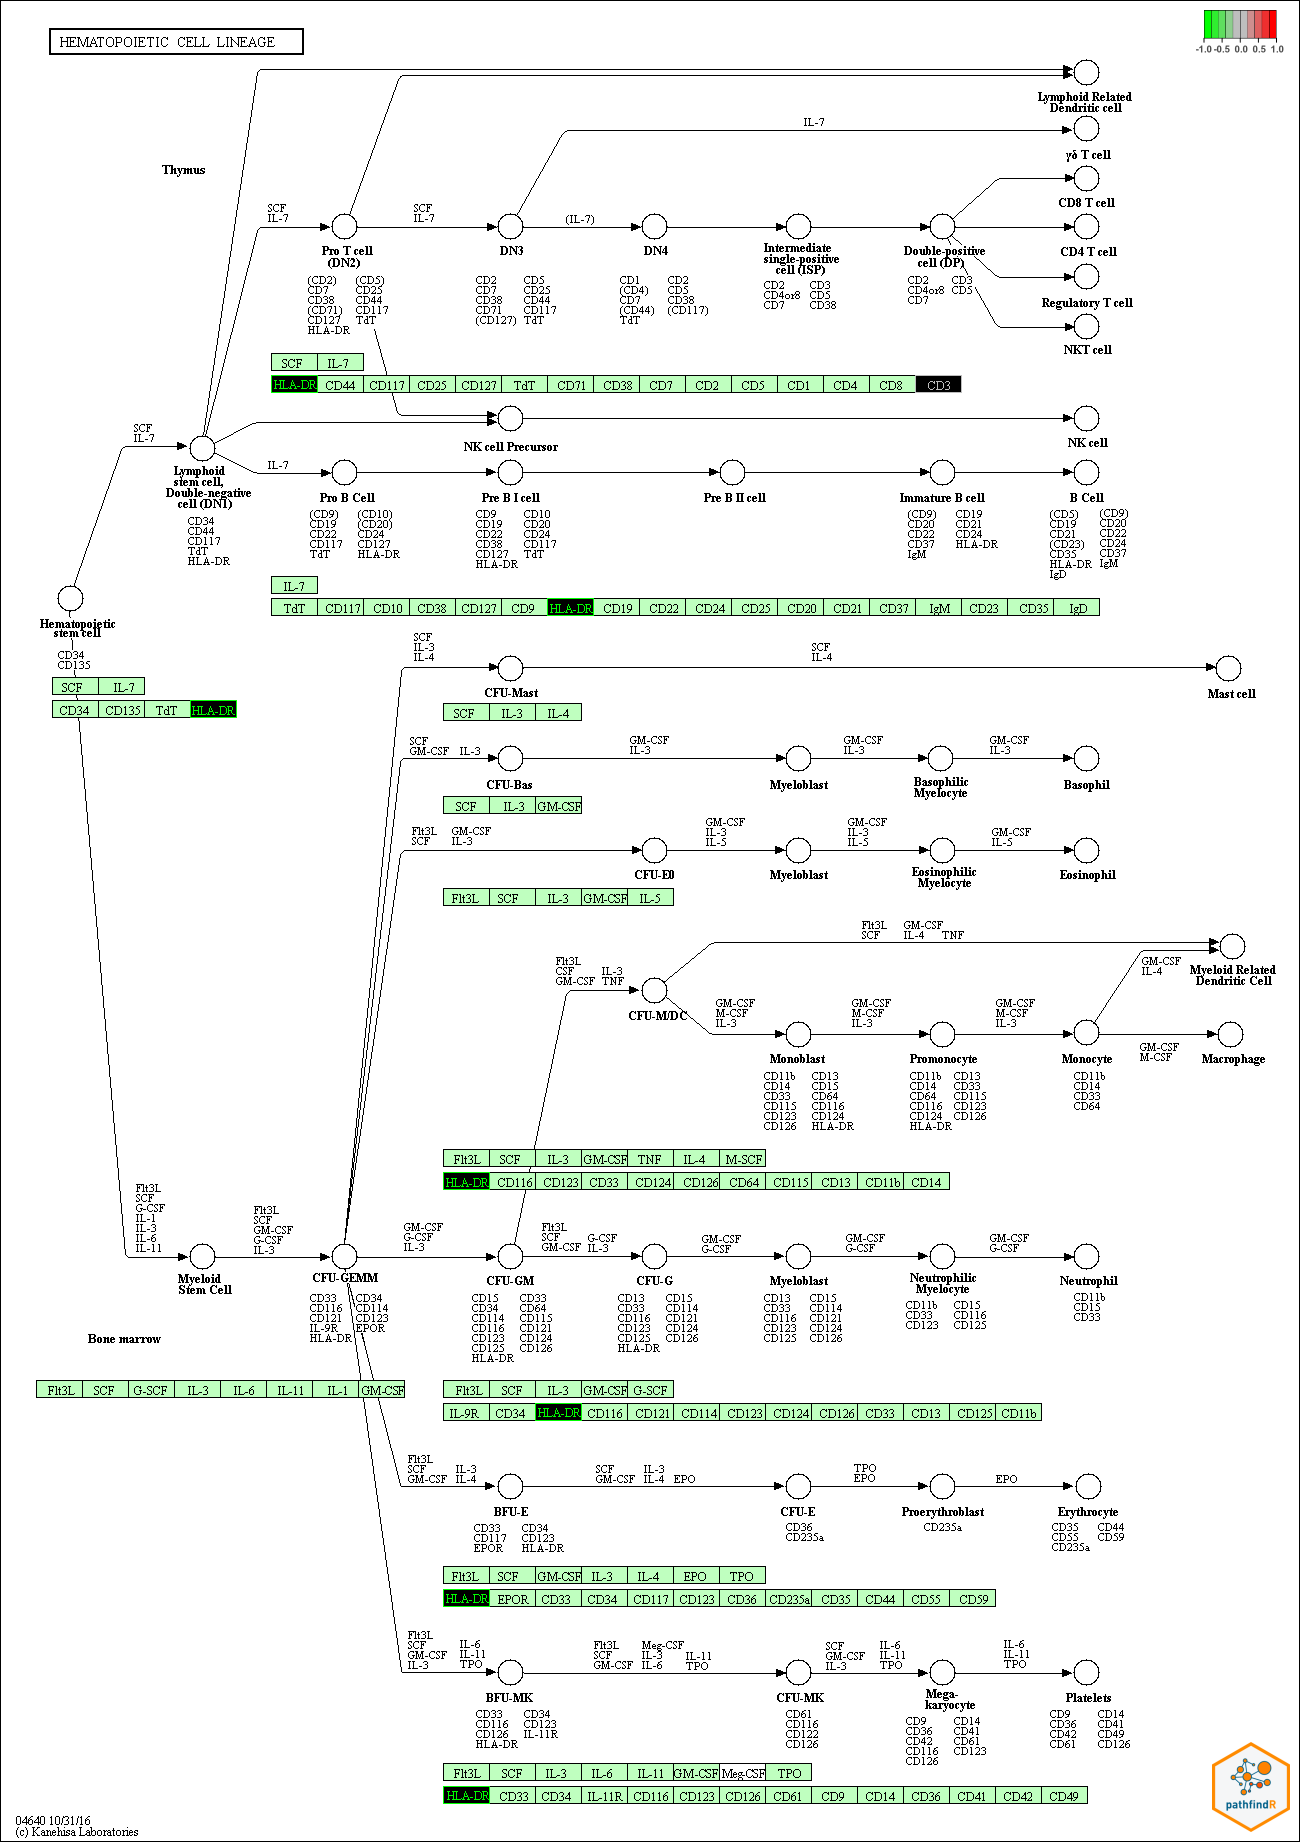 HEMATOPOIETIC CELL LINEAGE
-1.0 -0.5 0.0 0.5 1.0
Lymphoid Related
Dendritic cell
IL-7
γδ T cell
Thymus
CD8 T cell
SCF
IL-7
SCF
IL-7
(IL-7)
Pro T cell
(DN2)
DN3
DN4
Intermediate
single-positive
cell (ISP)
Double-positive
cell (DP)
CD4 T cell
(CD2) (CD5)
CD7 CD25
CD38 CD44
(CD71) CD117
CD127 TdT
HLA-DR
CD2 CD5
CD7 CD25
CD38 CD44
CD71 CD117
(CD127) TdT
CD1 CD2
(CD4) CD5
CD7 CD38
(CD44) (CD117)
TdT
CD2 CD3
CD4or8 CD5
CD7 CD38
CD2 CD3
CD4or8 CD5
CD7
Regulatory T cell
NKT cell
SCF IL-7
HLA-DR CD44 CD117 CD25 CD127 TdT CD71 CD38 CD7 CD2 CD5 CD1 CD4 CD8 CD3
SCF
IL-7
NK cell Precursor
NK cell
Lymphoid
stem cell,
Double-negative
cell (DN1)
IL-7
Pro B Cell
Pre B I cell
Pre B II cell
Immature B cell
B Cell
CD34
CD44
CD117
TdT
HLA-DR
(CD9) (CD10)
CD19 (CD20)
CD22 CD24
CD117 CD127
TdT HLA-DR
CD9 CD10
CD19 CD20
CD22 CD24
CD38 CD117
CD127 TdT
HLA-DR
(CD9) CD19
CD20 CD21
CD22 CD24
CD37 HLA-DR
IgM
(CD5) (CD9)
CD19 CD20
CD21 CD22
(CD23) CD24
CD35 CD37
HLA-DR IgM
IgD
IL-7
TdT CD117 CD10 CD38 CD127 CD9 HLA-DR CD19 CD22 CD24 CD25 CD20 CD21 CD37 IgM CD23 CD35 IgD
Hematopoietic
stem cell
CD34
CD135
SCF IL-7
CD34 CD135 TdT HLA-DR
SCF
IL-3
IL-4
SCF
IL-4
CFU-Mast
Mast cell
SCF IL-3 IL-4
SCF
GM-CSF IL-3
GM-CSF
IL-3
GM-CSF
IL-3
GM-CSF
IL-3
CFU-Bas
Myeloblast
Basophilic
Myelocyte
Basophil
SCF IL-3 GM-CSF
Flt3L GM-CSF
SCF IL-3
GM-CSF
IL-3
IL-5
GM-CSF
IL-3
IL-5
GM-CSF
IL-5
CFU-E0
Myeloblast
Eosinophilic
Myelocyte
Eosinophil
Flt3L SCF IL-3 GM-CSF IL-5
Flt3L GM-CSF
SCF IL-4 TNF
Flt3L
CSF IL-3
GM-CSF TNF
GM-CSF
IL-4
Myeloid Related
Dendritic Cell
CFU-M/DC
GM-CSF
M-CSF
IL-3
GM-CSF
M-CSF
IL-3
GM-CSF
M-CSF
IL-3
GM-CSF
M-CSF
Monoblast
Promonocyte
Monocyte
Macrophage
CD11b CD13
CD14 CD15
CD33 CD64
CD115 CD116
CD123 CD124
CD126 HLA-DR
CD11b CD13
CD14 CD33
CD64 CD115
CD116 CD123
CD124 CD126
HLA-DR
CD11b
CD14
CD33
CD64
Flt3L SCF IL-3 GM-CSF TNF IL-4 M-SCF
HLA-DR CD116 CD123 CD33 CD124 CD126 CD64 CD115 CD13 CD11b CD14
Flt3L
SCF
G-CSF
IL-1
IL-3
IL-6
IL-11
Flt3L
SCF
GM-CSF
G-CSF
IL-3
GM-CSF
G-CSF
IL-3
Flt3L
SCF G-CSF
GM-CSF IL-3
GM-CSF
G-CSF
GM-CSF
G-CSF
GM-CSF
G-CSF
Myeloid
Stem Cell
CFU-GEMM
CFU-GM
CFU-G
Myeloblast
Neutrophilic
Myelocyte
Neutrophil
CD33 CD34
CD116 CD114
CD121 CD123
IL-9R EPOR
HLA-DR
CD15 CD33
CD34 CD64
CD114 CD115
CD116 CD121
CD123 CD124
CD125 CD126
HLA-DR
CD13 CD15
CD33 CD114
CD116 CD121
CD123 CD124
CD125 CD126
HLA-DR
CD13 CD15
CD33 CD114
CD116 CD121
CD123 CD124
CD125 CD126
CD11b CD15
CD33 CD116
CD123 CD125
CD11b
CD15
CD33
Bone marrow
Flt3L SCF G-SCF IL-3 IL-6 IL-11 IL-1 GM-CSF
Flt3L SCF IL-3 GM-CSF G-SCF
IL-9R CD34 HLA-DR CD116 CD121 CD114 CD123 CD124 CD126 CD33 CD13 CD125 CD11b
Flt3L
SCF IL-3
GM-CSF IL-4
SCF IL-3
GM-CSF IL-4 EPO
TPO
EPO
EPO
BFU-E
CFU-E
Proerythroblast
Erythrocyte
CD33 CD34
CD117 CD123
EPOR HLA-DR
CD36
CD235a
CD235a
CD35 CD44
CD55 CD59
CD235a
Flt3L SCF GM-CSF IL-3 IL-4 EPO TPO
HLA-DR EPOR CD33 CD34 CD117 CD123 CD36 CD235a CD35 CD44 CD55 CD59
Flt3L
SCF IL-6
GM-CSF IL-11
IL-3 TPO
Flt3L Meg-CSF
SCF IL-3 IL-11
GM-CSF IL-6 TPO
SCF IL-6
GM-CSF IL-11
IL-3 TPO
IL-6
IL-11
TPO
BFU-MK
CFU-MK
Mega-
karyocyte
Platelets
CD33 CD34
CD116 CD123
CD126 IL-11R
HLA-DR
CD61
CD116
CD122
CD126
CD9 CD14
CD36 CD41
CD42 CD61
CD116 CD123
CD126
CD9 CD14
CD36 CD41
CD42 CD49
CD61 CD126
Flt3L SCF IL-3 IL-6 IL-11 GM-CSF Meg-CSF TPO
HLA-DR CD33 CD34 IL-11R CD116 CD123 CD126 CD61 CD9 CD14 CD36 CD41 CD42 CD49
pathfindR
04640 10/31/16
(c) Kanehisa Laboratories